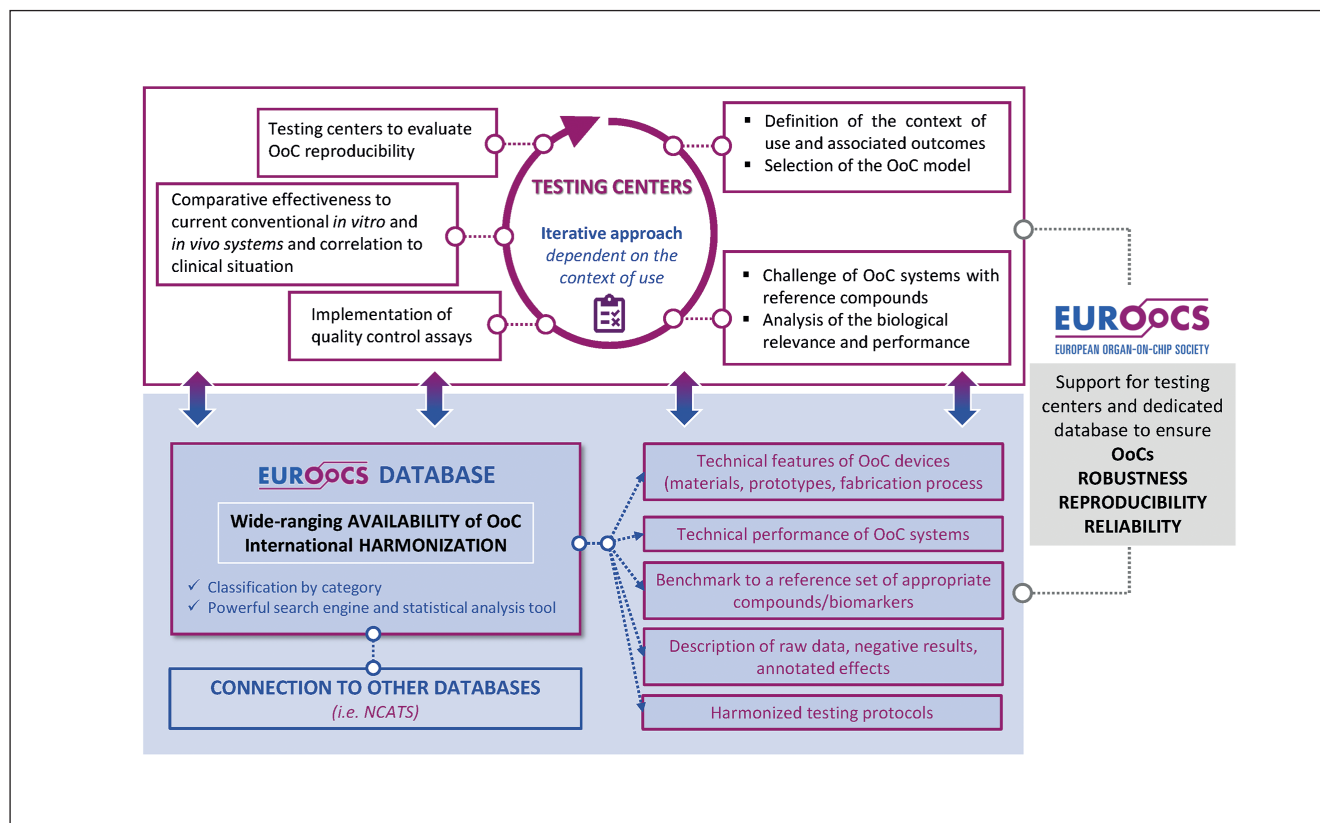 Testing centers to evaluate
OoC reproducibility
Comparative effectiveness to
current conventional in vitro and
in vivo systems and correlation to
clinical situation
Implementation of
quality control assays
TESTING CENTERS
Iterative approach
dependent on the
context of use
▪ Definition of the context of
use and associated outcomes
▪ Selection of the OoC model
▪ Challenge of OoC systems with
reference compounds
▪ Analysis of the biological
relevance and performance
EUROoCS
EUROPEAN ORGAN-ON-CHIP SOCIETY
Support for testing
centers and dedicated
database to ensure
OoCs
ROBUSTNESS
REPRODUCIBILITY
RELIABILITY
EUROoCS DATABASE
Wide-ranging AVAILABILITY of OoC
International HARMONIZATION
✓ Classification by category
✓ Powerful search engine and statistical analysis tool
CONNECTION TO OTHER DATABASES
(i.e. NCATS)
Technical features of OoC devices
(materials, prototypes, fabrication process
Technical performance of OoC systems
Benchmark to a reference set of appropriate
compounds/biomarkers
Description of raw data, negative results,
annotated effects
Harmonized testing protocols